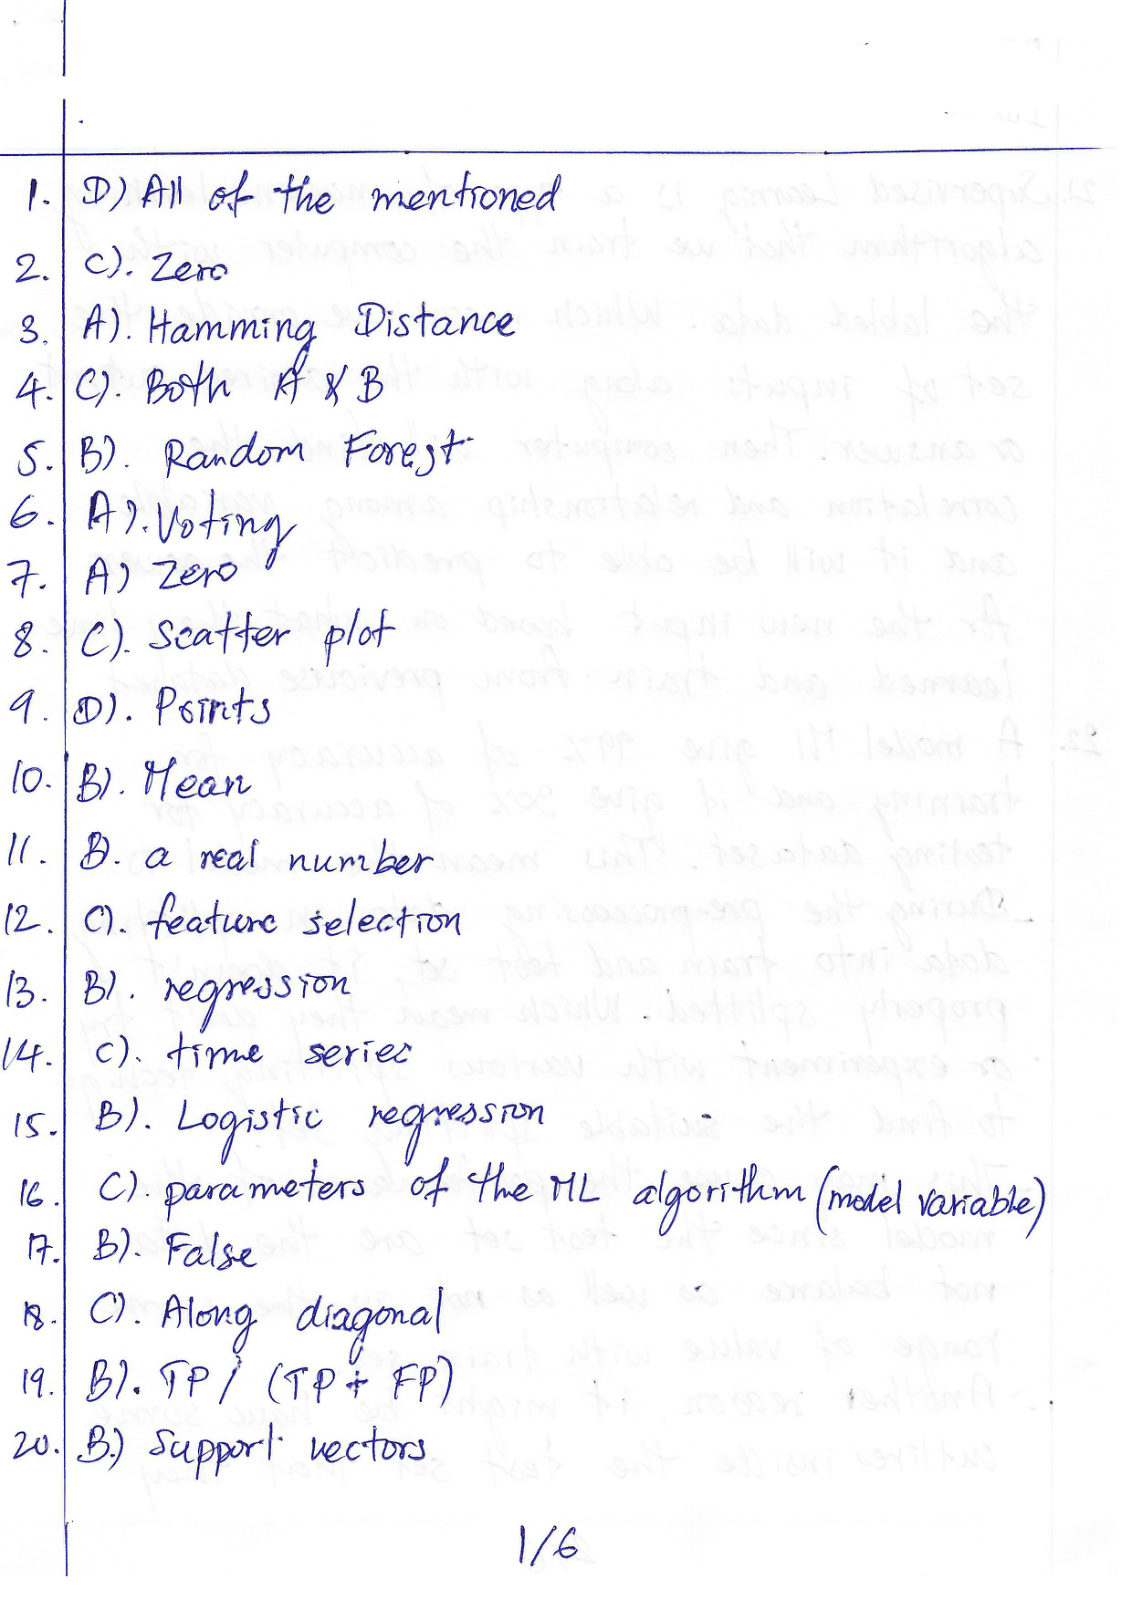 1. D) All of the mentioned
2. C). Zero
3. A). Hamming Distance
4. C). Both A & B
5. B). Random Forest
6. A). Voting
7. A) Zero
8. C). Scatter plot
9. D). Points
10. B). Mean
11. B. a real number
12. C). feature selection
13. B). regression
14. C). time series
15. B). Logistic regression
16. C). parameters of the ML algorithm (model variable)
17. B). False
18. C). Along diagonal
19. B). TP / (TP + FP)
20. B.) Support vectors
1/6